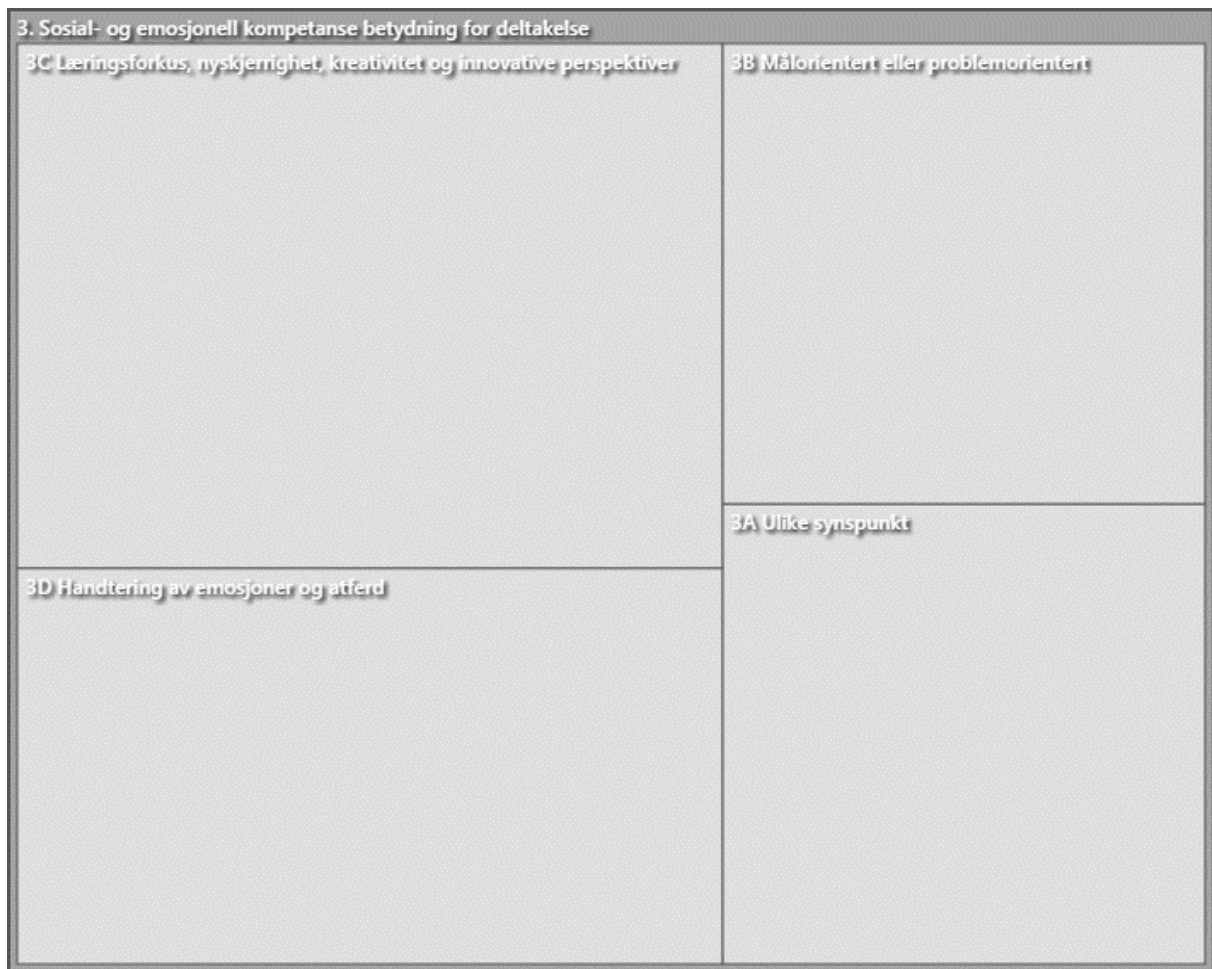 3. Sosial- og emosjonell kompetanse betydning for deltakelse
3C Læringsforkus, nyskjerrighet, kreativitet og innovative perspektiver
3B Målorientert eller problemorientert
3A Ulike synspunkt
3D Handtering av emosjoner og atferd